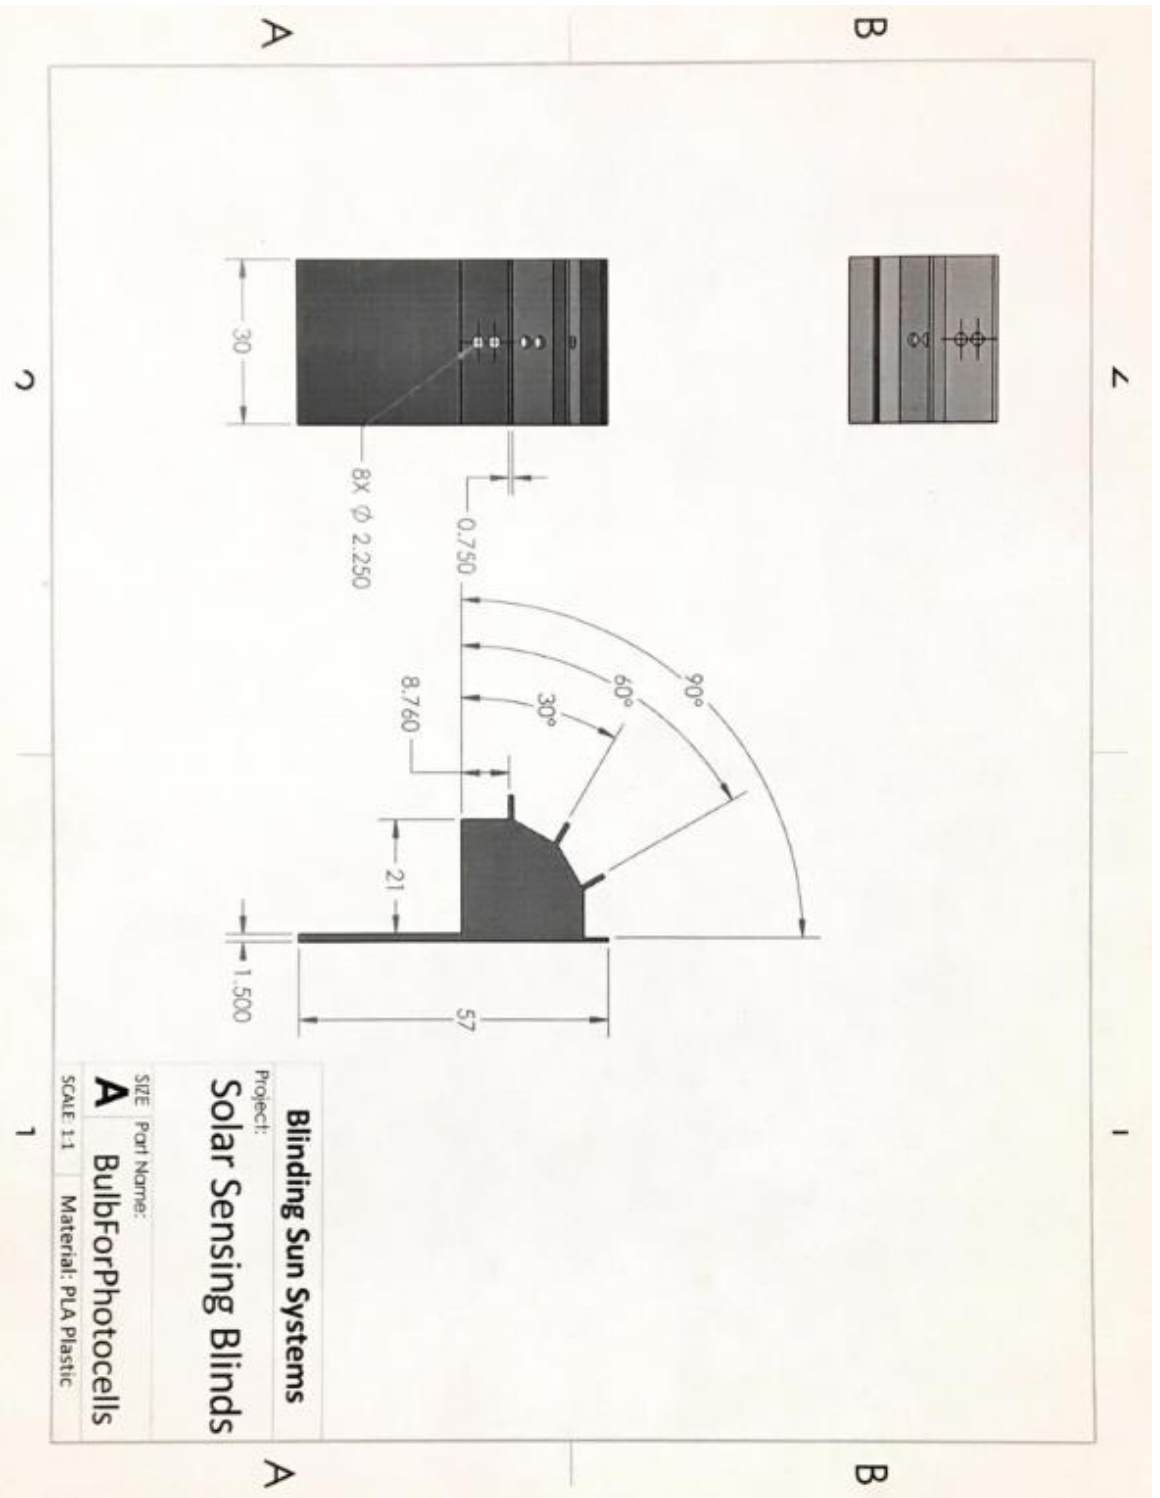 2
1
B
B
90°
60°
30°
0.750
57
8.760
21
8X Ø 2.250
30
1.500
Blinding Sun Systems
Project:
Solar Sensing Blinds
SIZE
Part Name:
A
BulbForPhotocells
SCALE: 1:1
Material: PLA Plastic
A
A
2
1